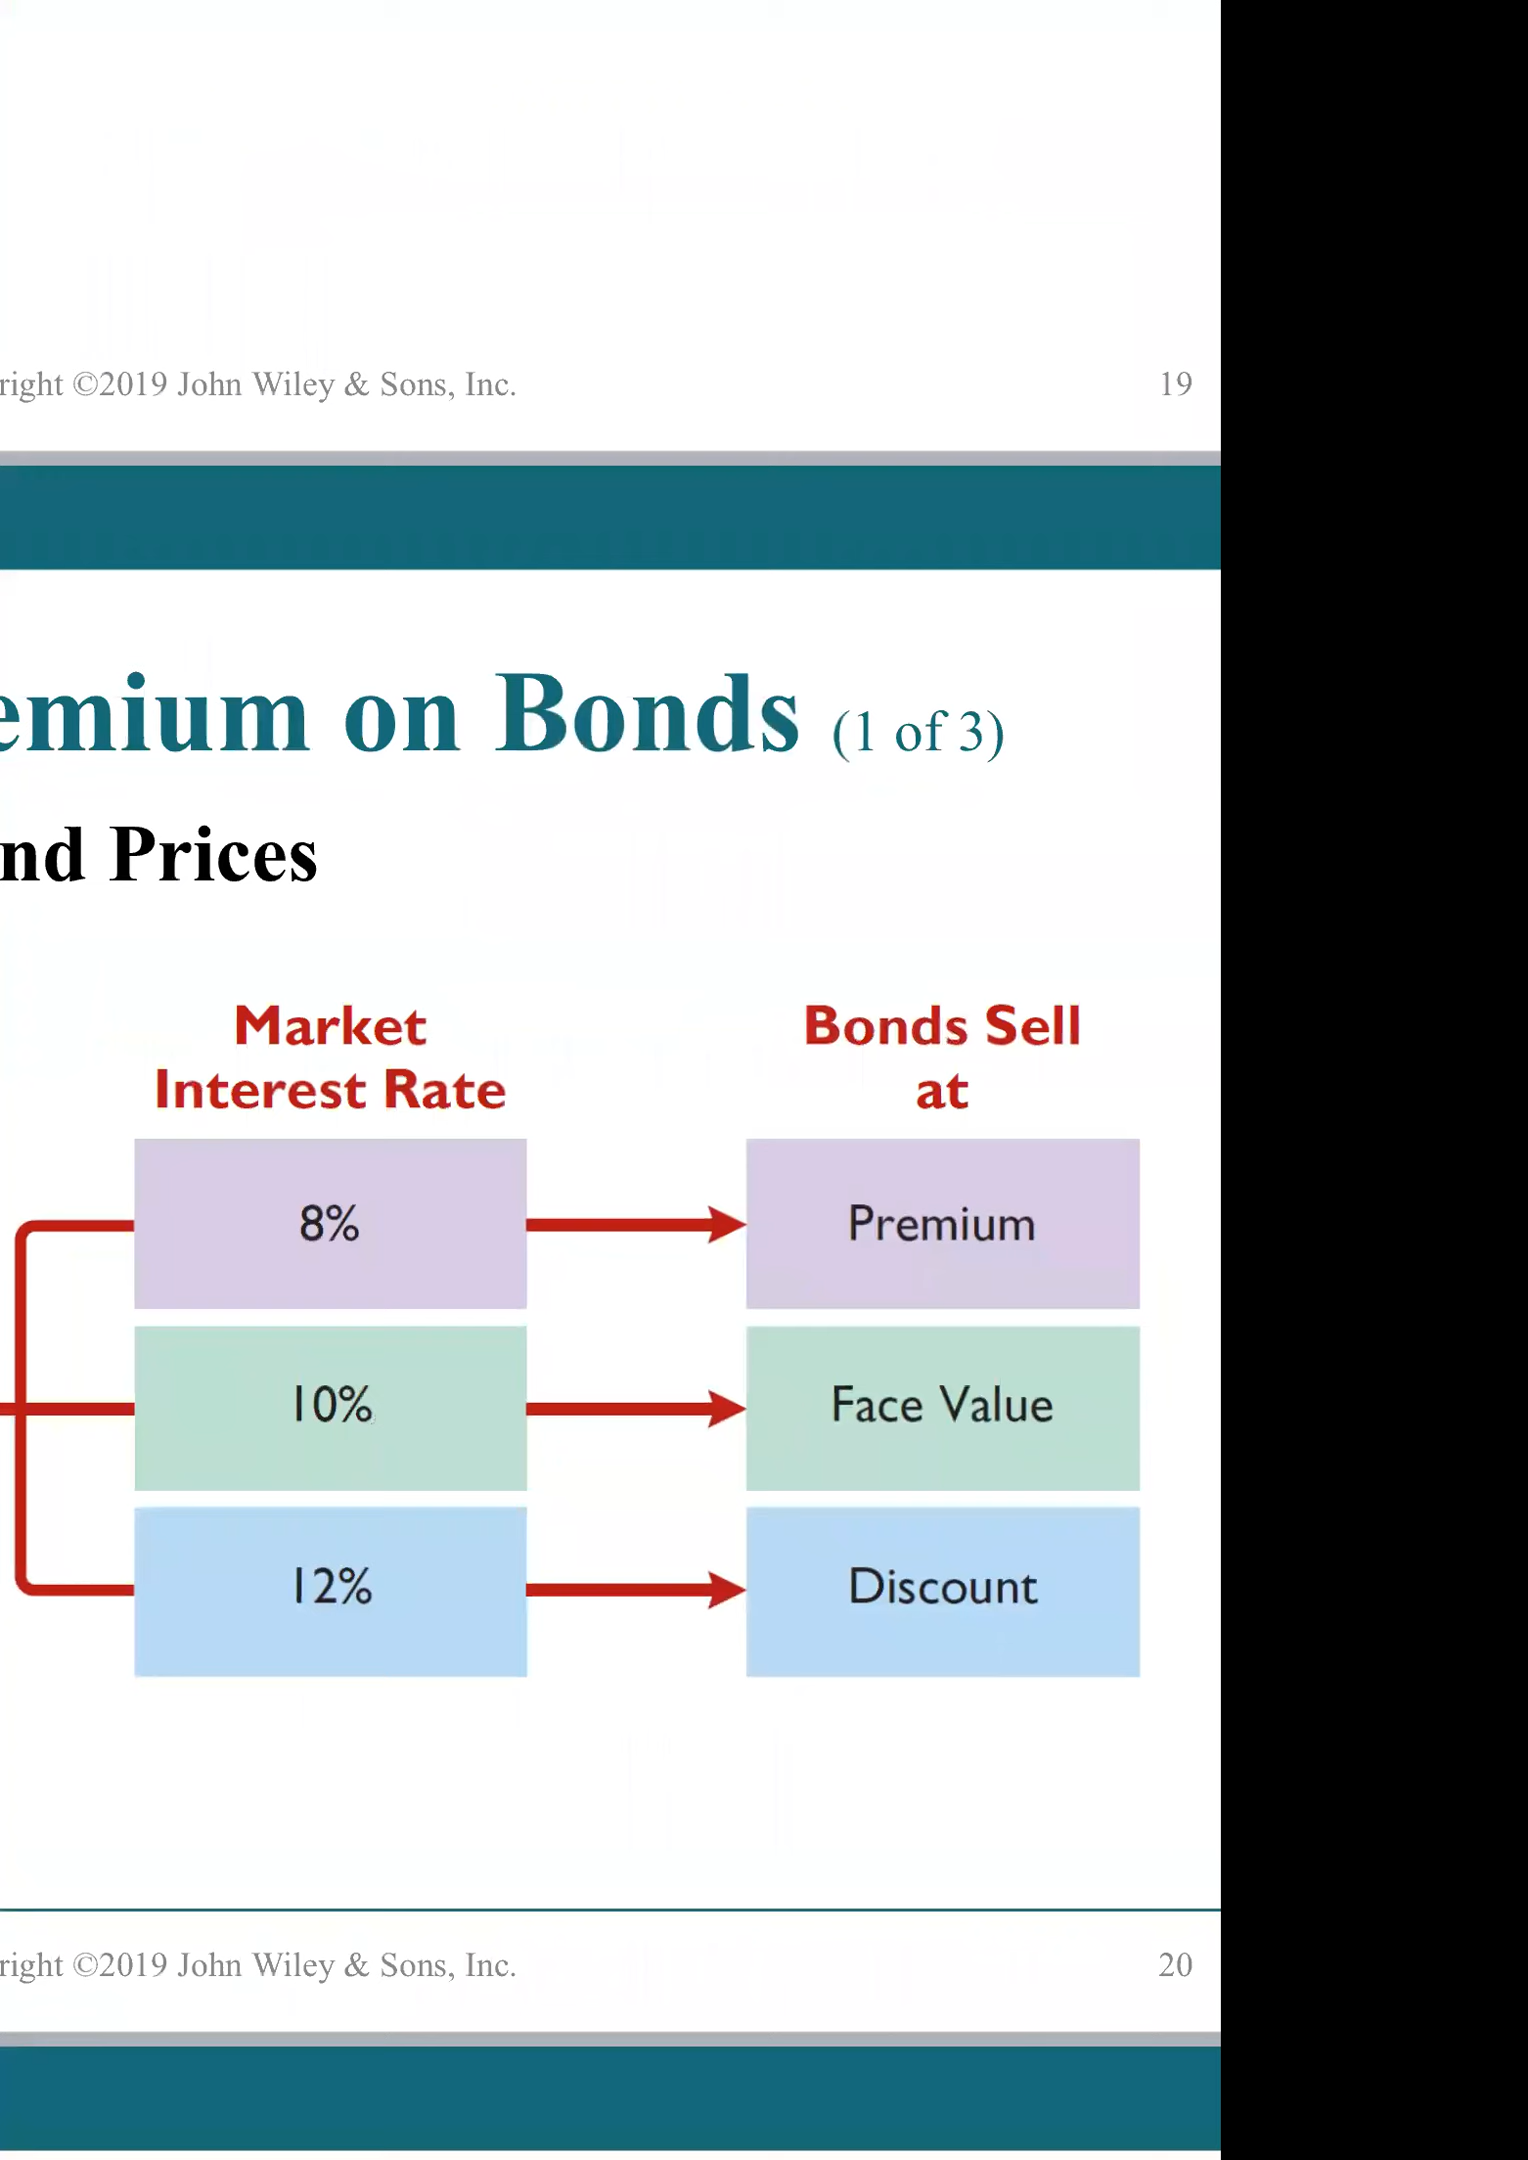 right ©2019 John Wiley & Sons, Inc. 19
emium on Bonds (1 of 3)
nd Prices
Market
Interest Rate
Bonds Sell
at
8% Premium
10% Face Value
12% Discount
right ©2019 John Wiley & Sons, Inc. 20